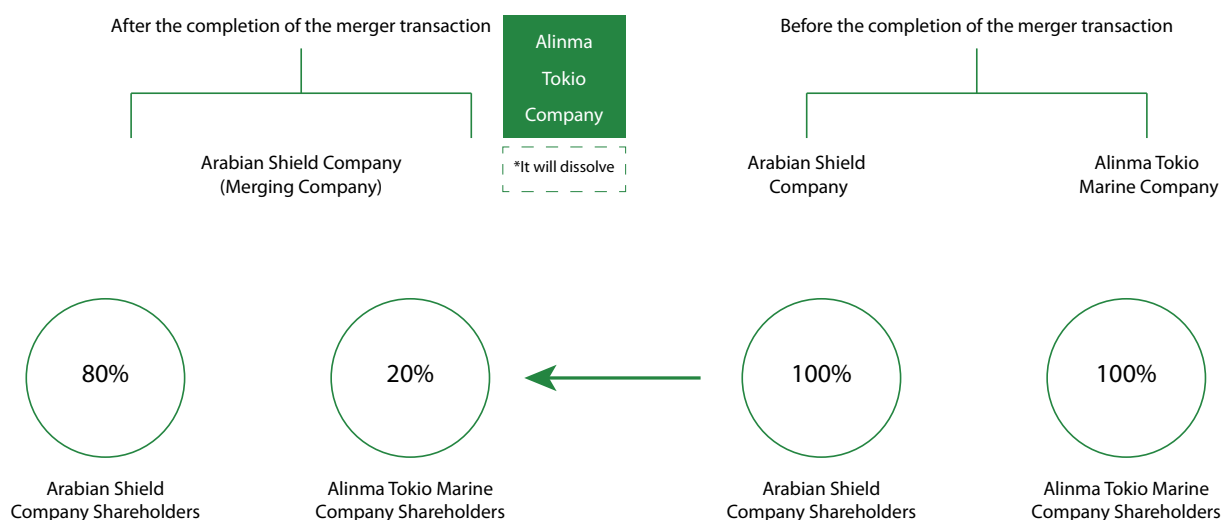 After the completion of the merger transaction
Alinma
Tokio
Company
*It will dissolve
Arabian Shield Company
(Merging Company)
80%
Arabian Shield
Company Shareholders
20%
Alinma Tokio Marine
Company Shareholders
Before the completion of the merger transaction
Arabian Shield
Company
Alinma Tokio
Marine Company
100%
Arabian Shield
Company Shareholders
100%
Alinma Tokio Marine
Company Shareholders